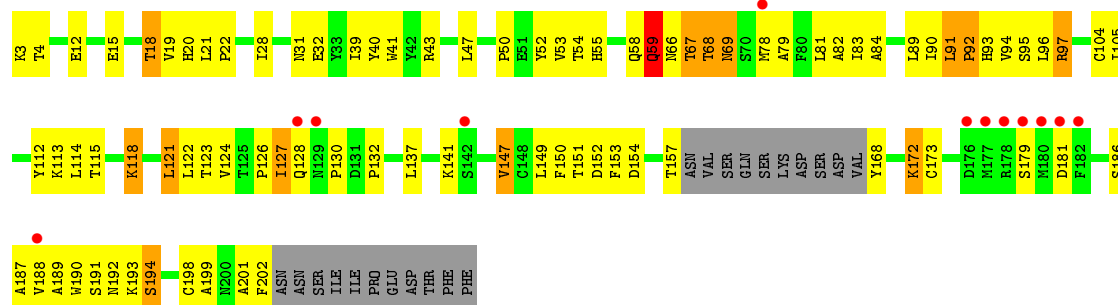 K3 T4 E12 E15 T18 V19 H20 L21 P22 I28 N31 E32 Y33 I39 Y40 W41 Y42 R43 L47 P50 E51 Y52 V53 T54 H55 Q58 Q59 N66 T67 T68 N69 S70 M78 A79 F80 L81 A82 I83 A84 L89 I90 L91 P92 H93 V94 S95 L96 R97 C104 I105
Y112 K113 L114 T115 K118 L121 L122 T123 V124 T125 P126 I127 Q128 N129 P130 D131 P132 L137 K141 S142 V147 C148 L149 F150 T151 D152 F153 D154 T157 ASN VAL SER GLN SER LYS ASP SER ASP VAL Y168 K172 C173 D176 M177 R178 S179 M180 D181 F182 S186
A187 V188 A189 W190 S191 N192 K193 S194 C198 A199 N200 A201 F202 ASN ASN SER ILE ILE PRO GLU ASP THR PHE PHE